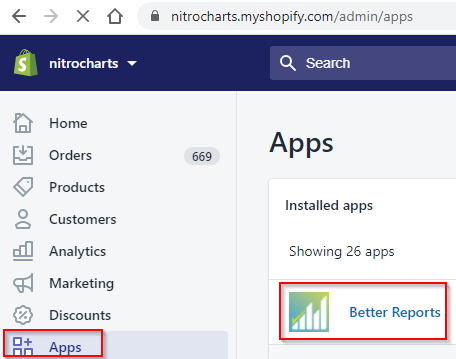 nitrocharts.myshopify.com/admin/apps
nitrocharts
Search
Home
Orders 669
Products
Customers
Analytics
Marketing
Discounts
Apps
Apps
Installed apps
Showing 26 apps
Better Reports